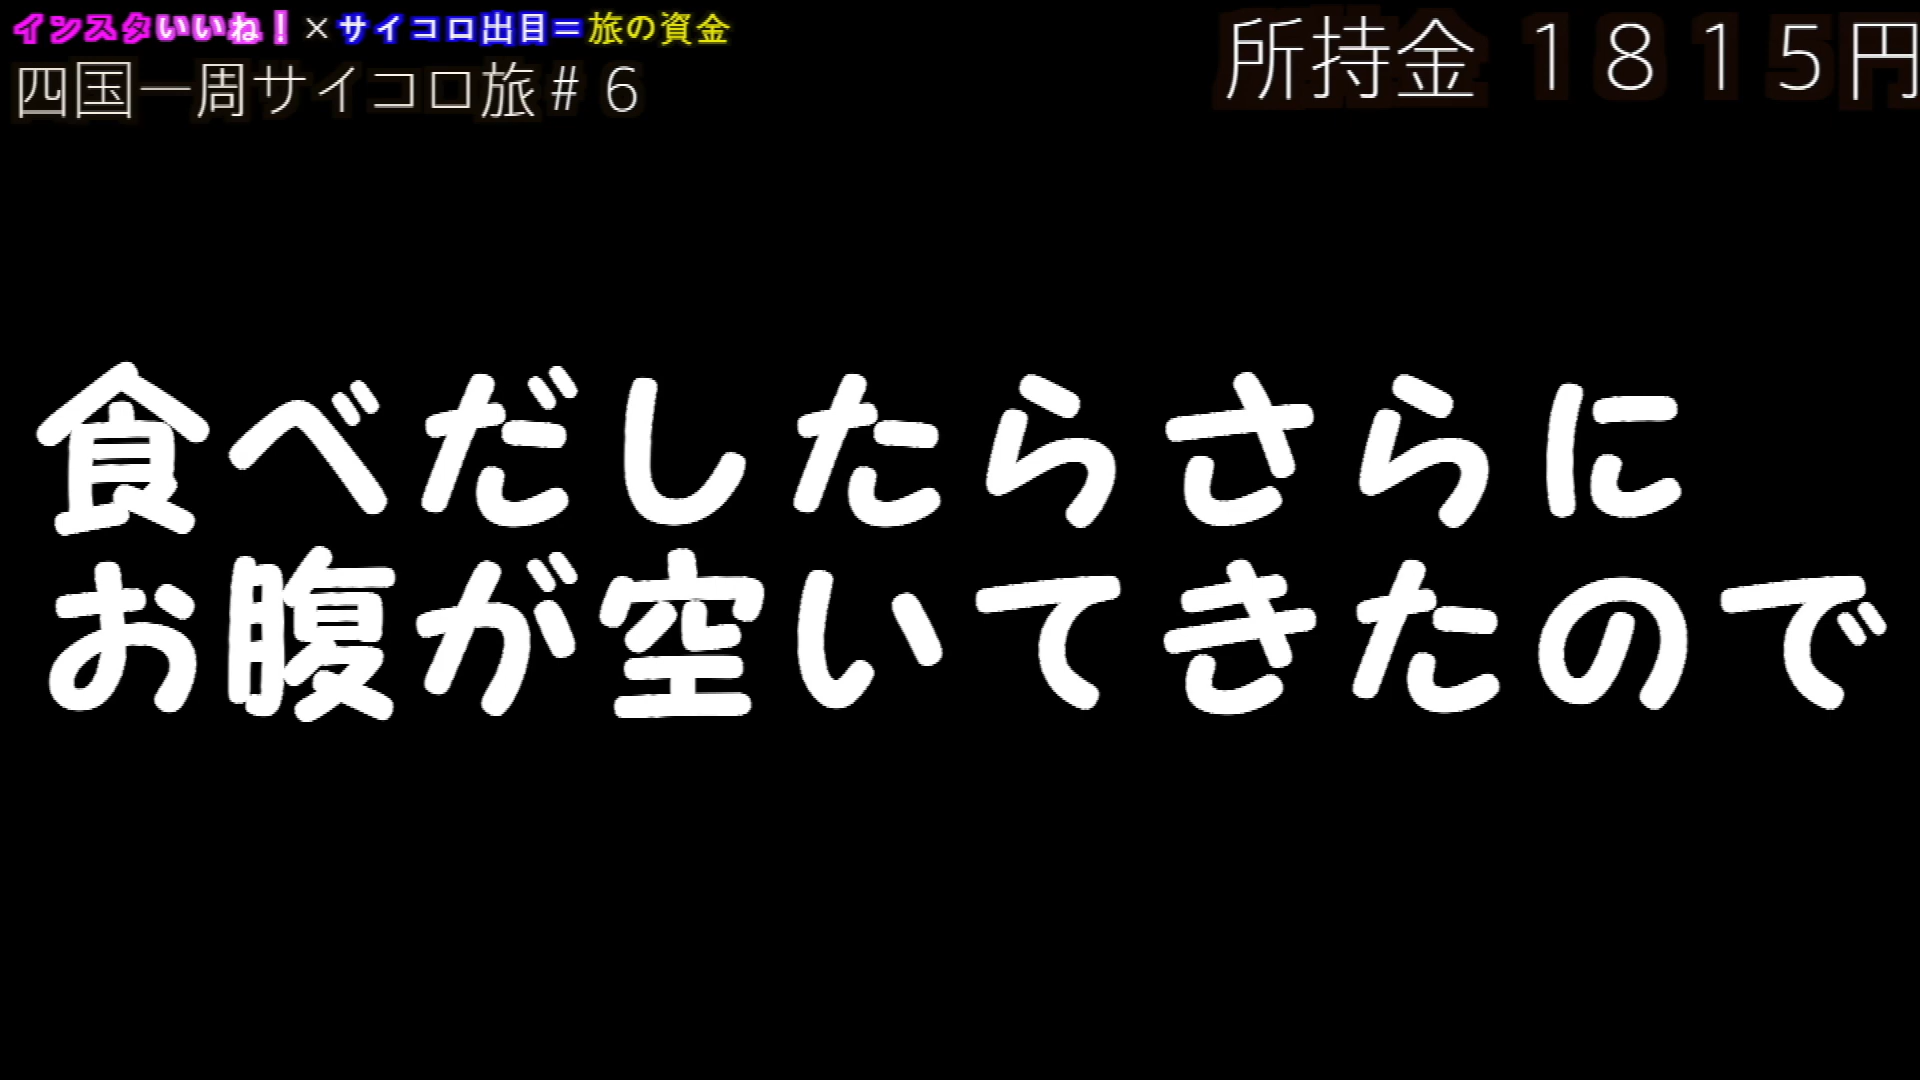 インスタいいね！×サイコロ出目＝旅の資金
四国一周サイコロ旅＃６
所持金 １８１５円
食べだしたらさらに
お腹が空いてきたので